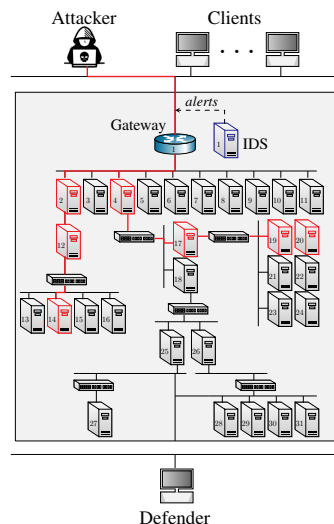 Attacker
Clients
alerts
Gateway
1
1
IDS
2 3 4 5 6 7 8 9 10 11
12
17
19 20
18
21 22
13 14 15 16
23 24
25 26
27
28 29 30 31
Defender